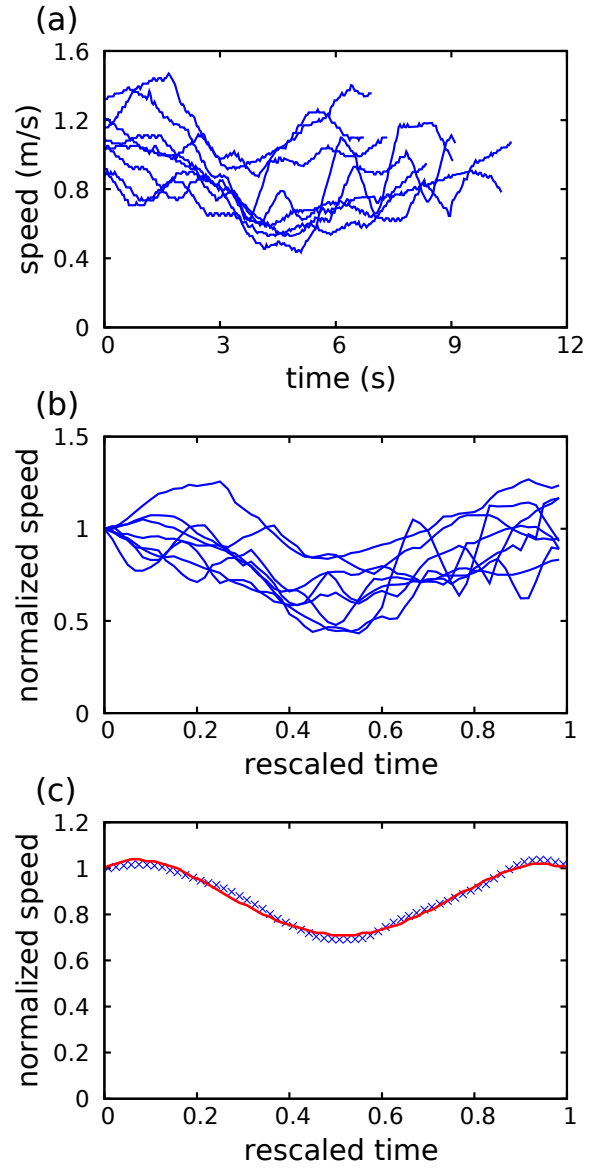 (a)
1.6
1.2
0.8
0.4
0
speed (m/s)
0 3 6 9 12
time (s)
(b)
1.5
1
0.5
0
normalized speed
0 0.2 0.4 0.6 0.8 1
rescaled time
(c)
1.2
1
0.8
0.6
0.4
0.2
0
normalized speed
0 0.2 0.4 0.6 0.8 1
rescaled time